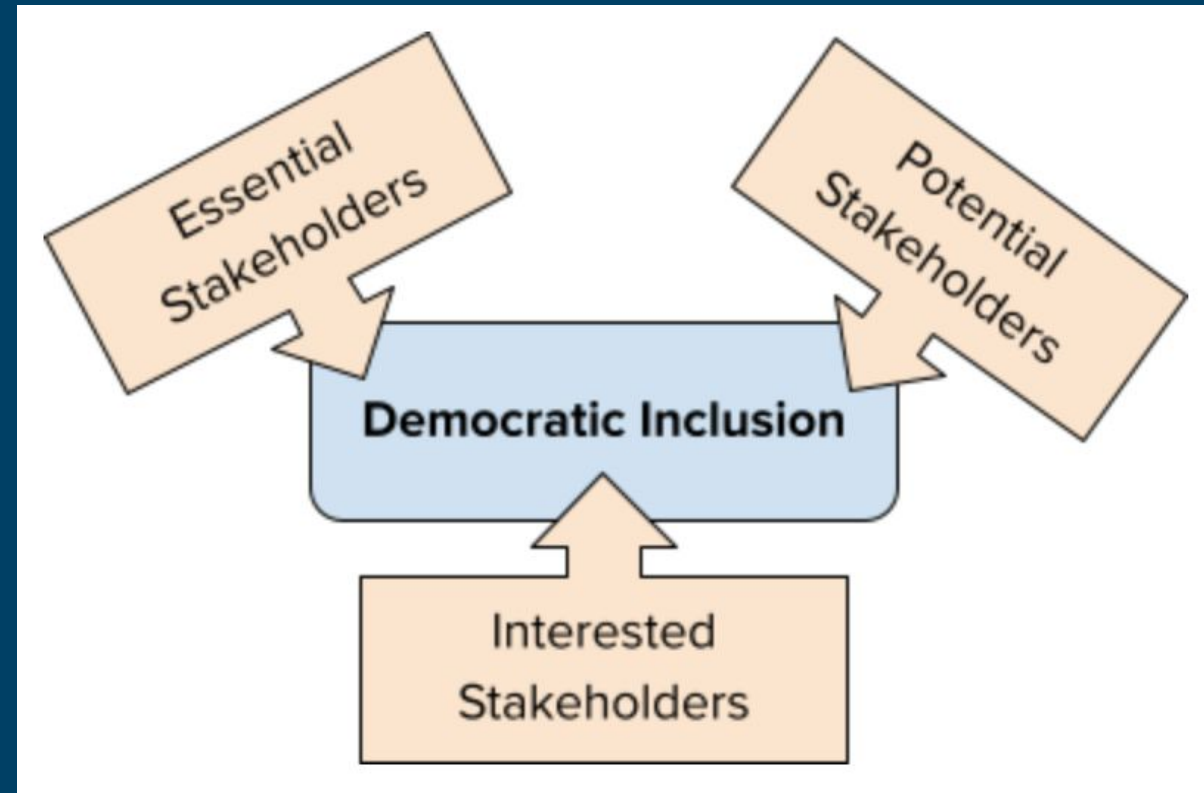 Essential
Stakeholders
Potential
Stakeholders
Democratic Inclusion
Interested
Stakeholders